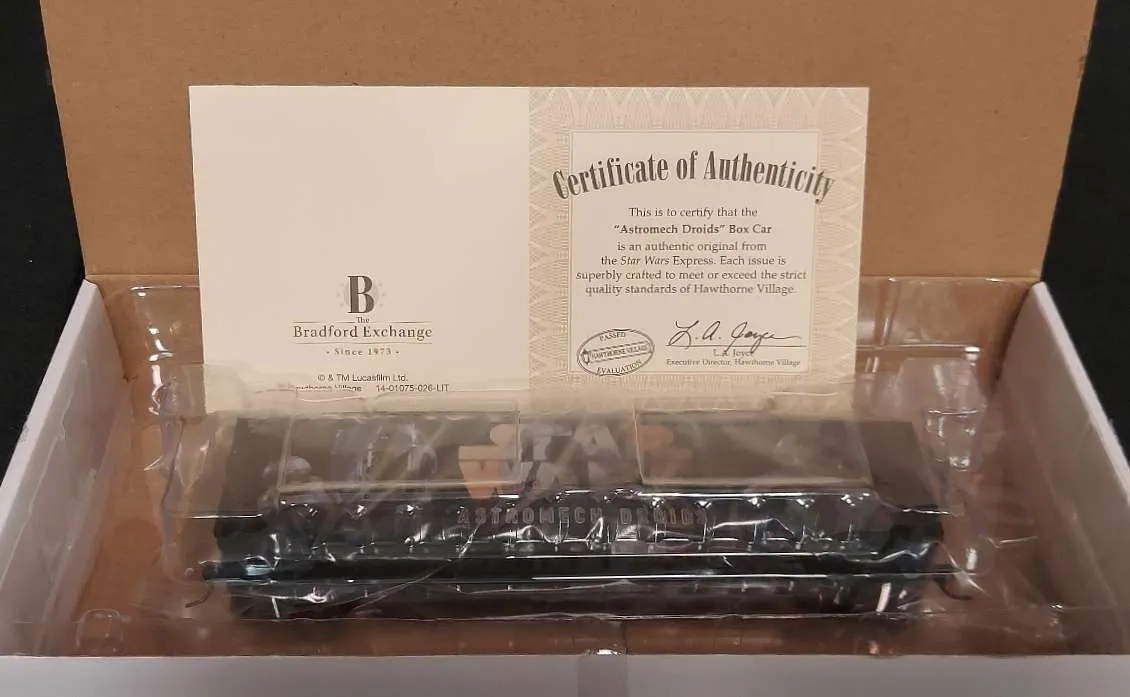 B
The
Bradford Exchange
• Since 1973 •
© & TM Lucasfilm Ltd.
14-01075-026-LIT
Certificate of Authenticity
This is to certify that the
“Astromech Droids” Box Car
is an authentic original from
the Star Wars Express. Each issue is
superbly crafted to meet or exceed the strict
quality standards of Hawthorne Village.
PASSED
HAWTHORNE VILLAGE
EVALUATION
L. A. Joyce
L.A. Joyce
Executive Director, Hawthorne Village
STAR
WARS
ASTROMECH DROIDS